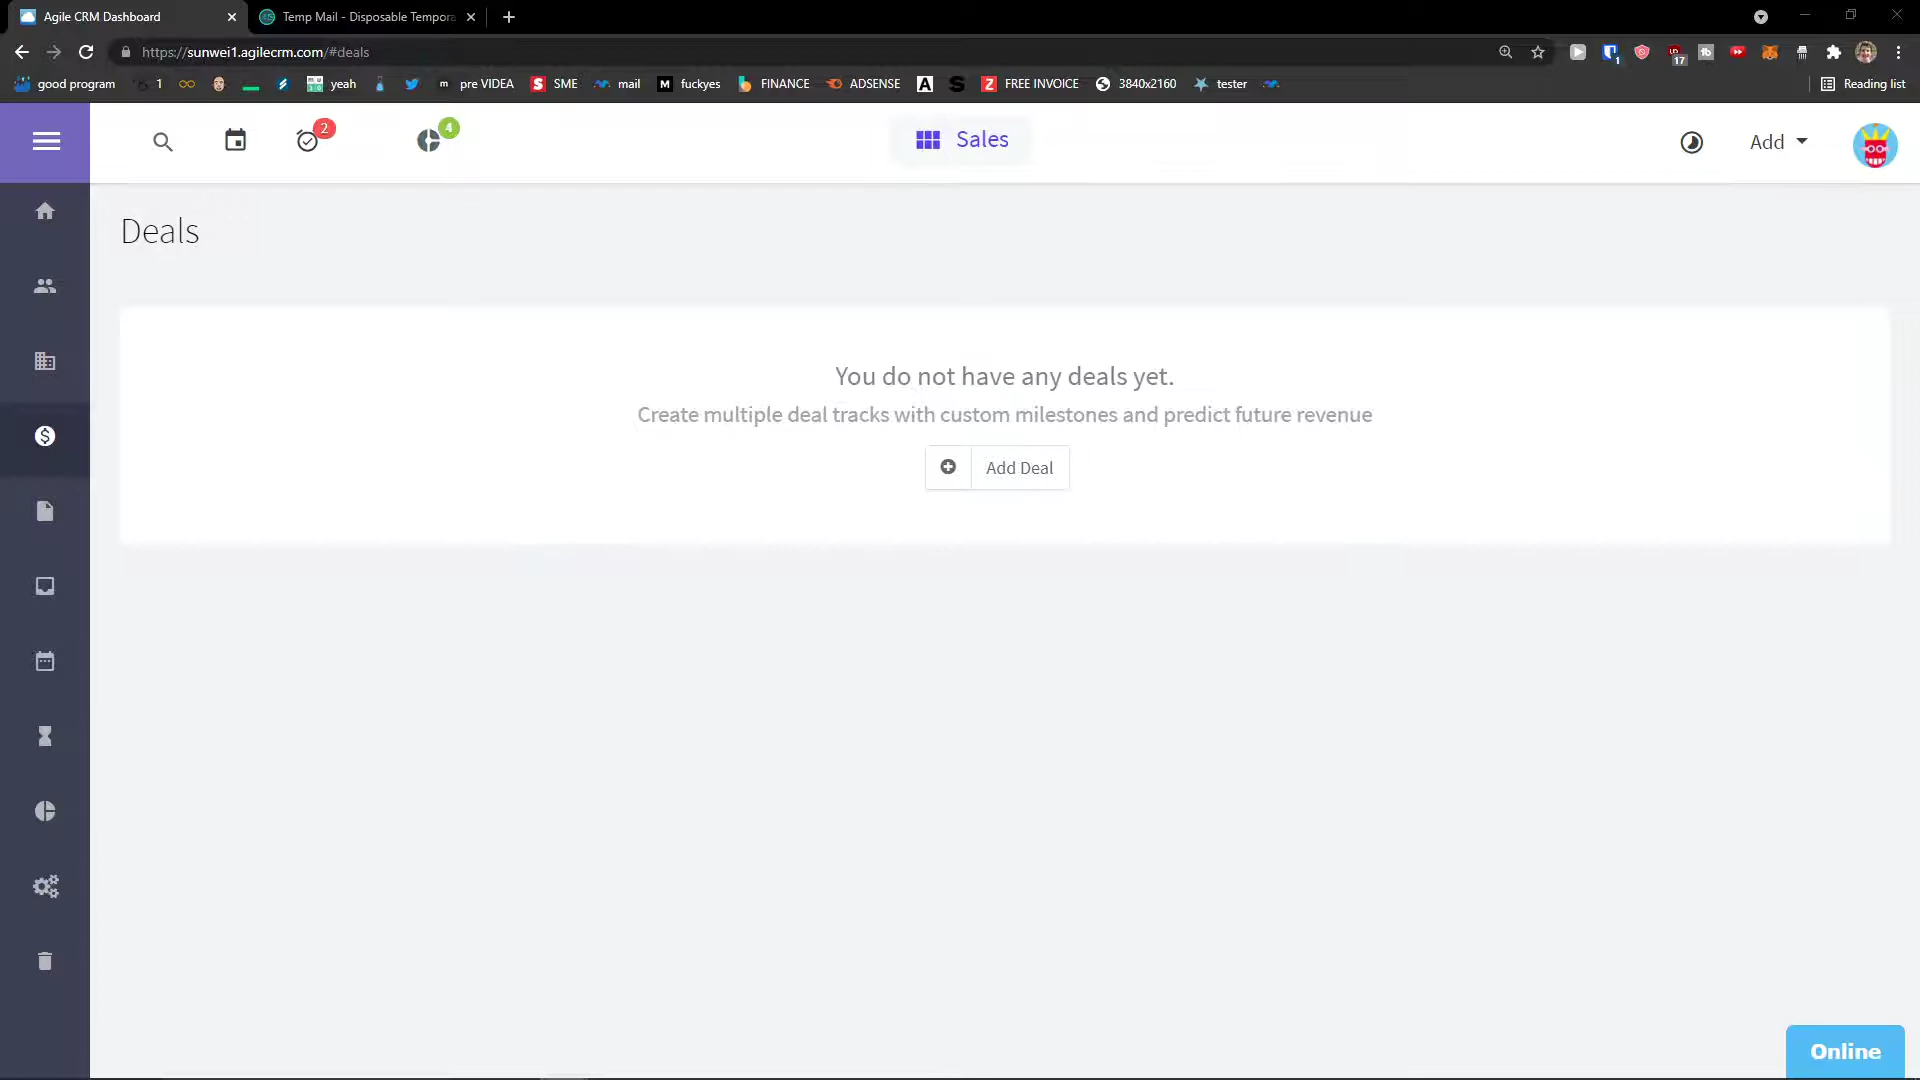 Agile CRM Dashboard
Temp Mail - Disposable Tempora
https://sunwei1.agilecrm.com/#deals
1
17
good program
1
yeah
pre VIDEA
SME
mail
fuckyes
FINANCE
ADSENSE
FREE INVOICE
3840x2160
tester
Reading list
2
4
Sales
Add
Deals
You do not have any deals yet.
Create multiple deal tracks with custom milestones and predict future revenue
Add Deal
Online